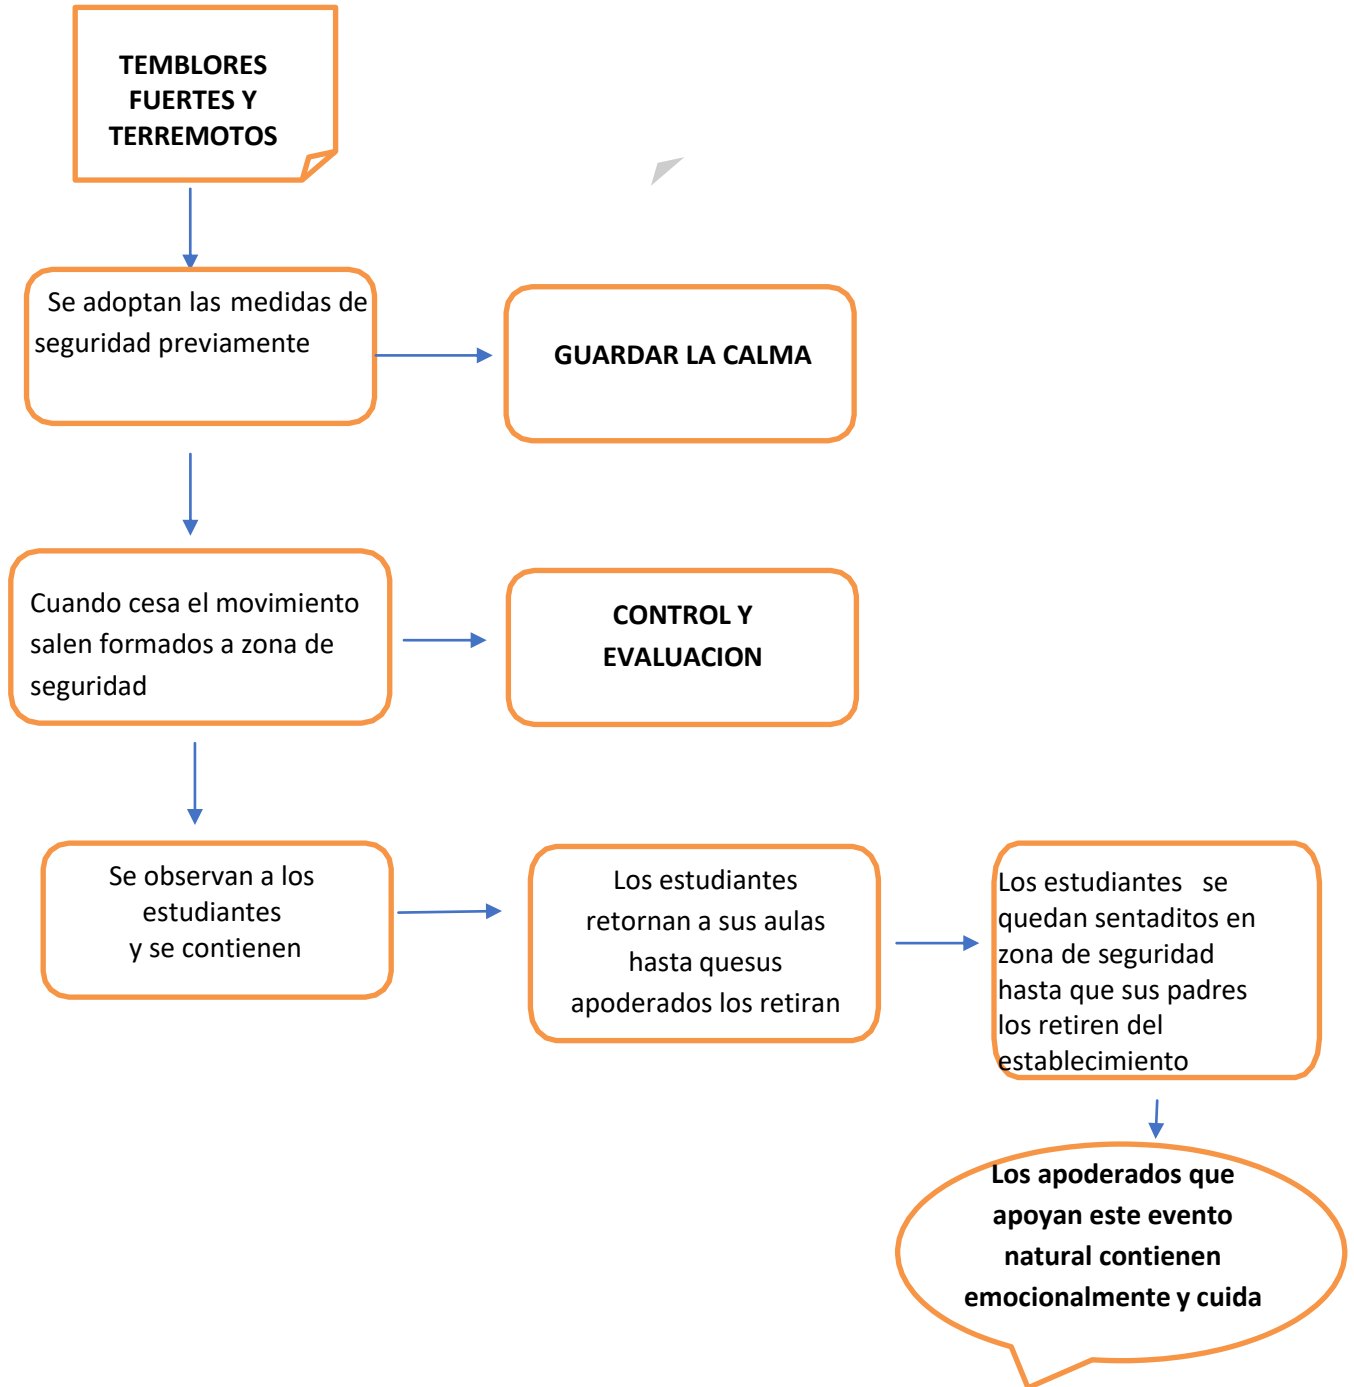 TEMBLORES
FUERTES Y
TERREMOTOS
Se adoptan las medidas de
seguridad previamente
GUARDAR LA CALMA
Cuando cesa el movimiento
salen formados a zona de
seguridad
CONTROL Y
EVALUACION
Se observan a los
estudiantes
y se contienen
Los estudiantes
retornan a sus aulas
hasta quesus
apoderados los retiran
Los estudiantes se
quedan sentaditos en
zona de seguridad
hasta que sus padres
los retiren del
establecimiento
Los apoderados que
apoyan este evento
natural contienen
emocionalmente y cuida